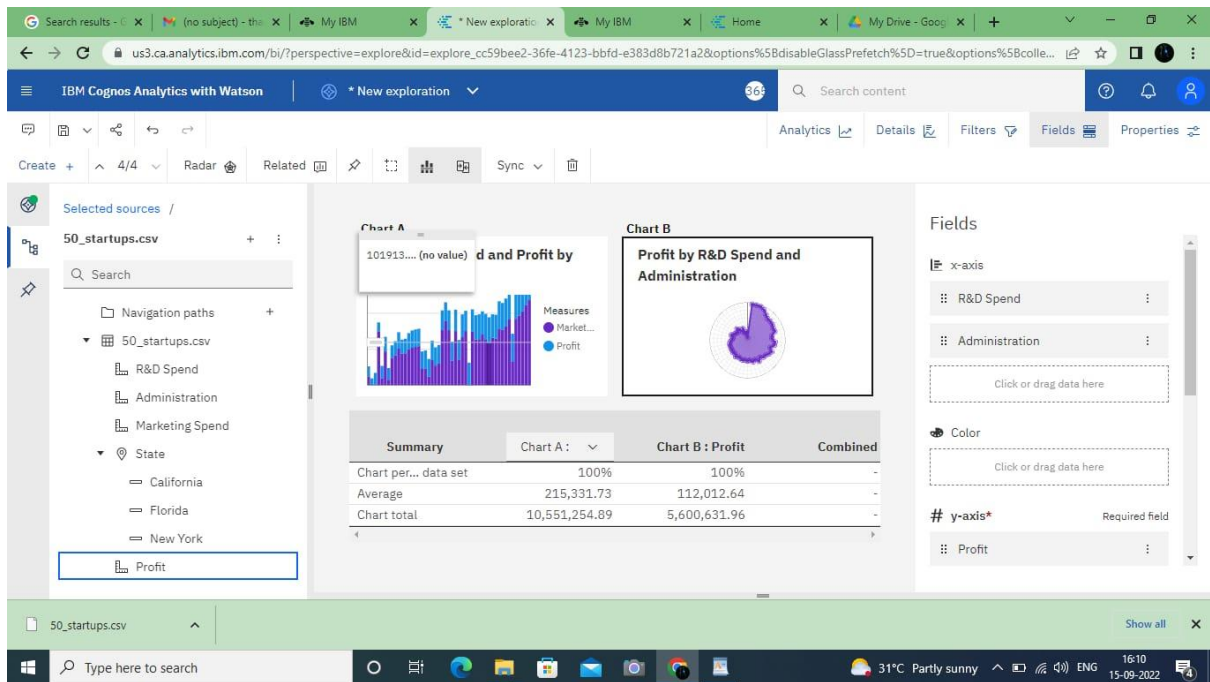 Search results - G
(no subject) - tha
My IBM
* New exploratio
My IBM
Home
My Drive - Goog
us3.ca.analytics.ibm.com/bi/?perspective=explore&id=explore_cc59bee2-36fe-4123-bbfd-e383d8b721a2&options%5BdisableGlassPrefetch%5D=true&options%5Bcolle...
IBM Cognos Analytics with Watson
* New exploration
Search content
Analytics
Details
Filters
Fields
Properties
Create +
4/4
Radar
Related
Sync
Selected sources /
50_startups.csv
Search
Navigation paths
50_startups.csv
R&D Spend
Administration
Marketing Spend
State
California
Florida
New York
Profit
Chart A
101913.... (no value)
d and Profit by
Measures
Market...
Profit
Chart B
Profit by R&D Spend and
Administration
Summary Chart A : Chart B : Profit Combined
Chart per... data set 100% 100% -
Average 215,331.73 112,012.64 -
Chart total 10,551,254.89 5,600,631.96 -
Fields
x-axis
R&D Spend
Administration
Click or drag data here
Color
Click or drag data here
# y-axis* Required field
Profit
50_startups.csv
Show all
Type here to search
31°C Partly sunny
ENG
16:10
15-09-2022
4